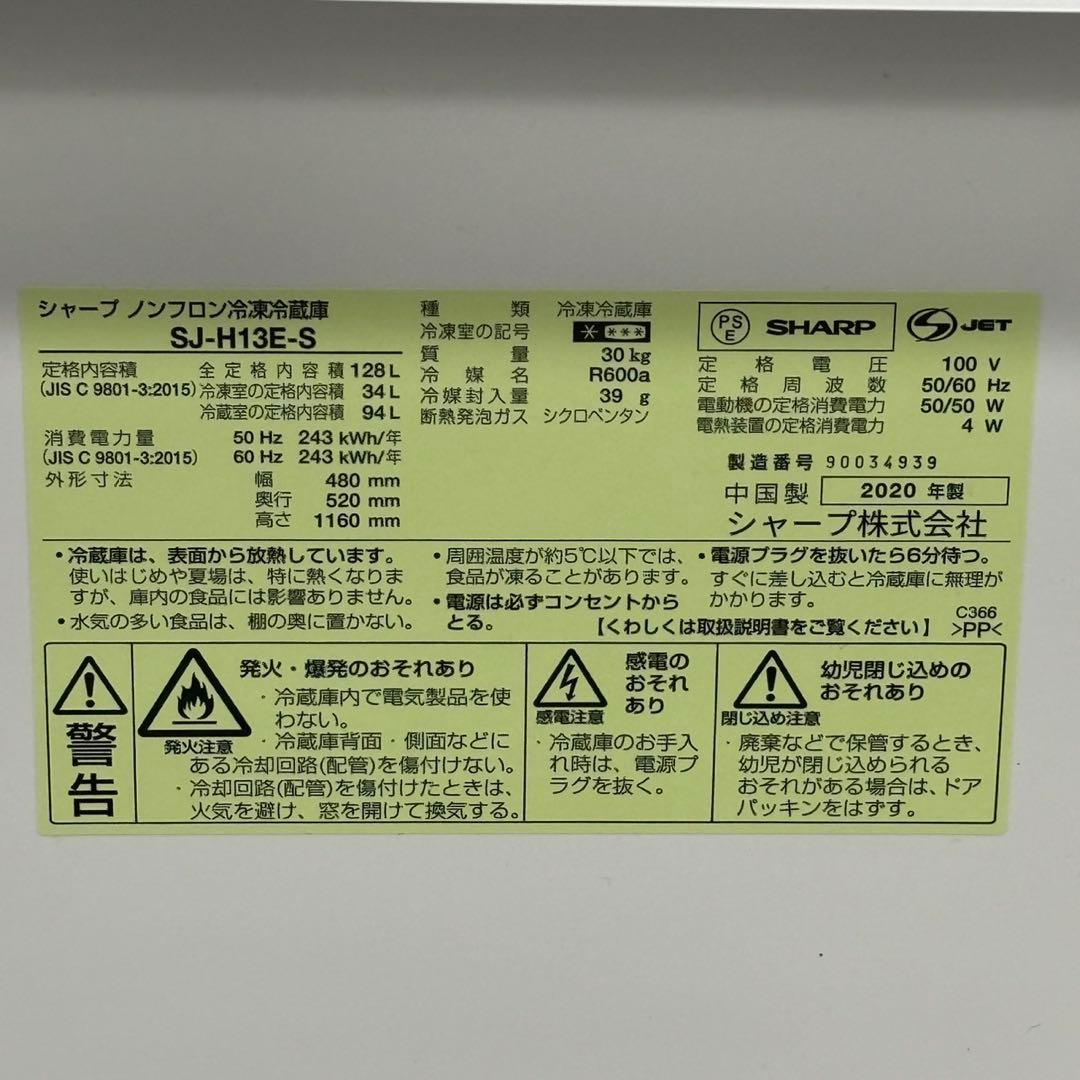 シャープ ノンフロン冷凍冷蔵庫
SJ-H13E-S
定格内容積 全定格内容積 128 L
(JIS C 9801-3:2015) 冷凍室の定格内容積 34 L
冷蔵室の定格内容積 94 L
消費電力量 50 Hz 243 kWh/年
(JIS C 9801-3:2015) 60 Hz 243 kWh/年
外形寸法 幅 480 mm
奥行 520 mm
高さ 1160 mm
種類 冷凍冷蔵庫
冷凍室の記号 * ***
質量 30 kg
冷媒名 R600a
冷媒封入量 39 g
断熱発泡ガス シクロペンタン
PS
E
SHARP
JET
定格電圧 100 V
定格周波数 50/60 Hz
電動機の定格消費電力 50/50 W
電熱装置の定格消費電力 4 W
製造番号 90034939
中国製 2020 年製
シャープ株式会社
・冷蔵庫は、表面から放熱しています。
使いはじめや夏場は、特に熱くなりま
すが、庫内の食品には影響ありません。
・水気の多い食品は、棚の奥に置かない。
・周囲温度が約5℃以下では、
食品が凍ることがあります。
・電源は必ずコンセントから
とる。
・電源プラグを抜いたら6分待つ。
すぐに差し込むと冷蔵庫に無理が
かかります。
【くわしくは取扱説明書をご覧ください】
C366
>PP<
警告
発火注意
発火・爆発のおそれあり
・冷蔵庫内で電気製品を使
わない。
・冷蔵庫背面・側面などに
ある冷却回路(配管)を傷付けない。
・冷却回路(配管)を傷付けたときは、
火気を避け、窓を開けて換気する。
感電注意
感電の
おそれ
あり
・冷蔵庫のお手入
れ時は、電源プ
ラグを抜く。
閉じ込め注意
幼児閉じ込めの
おそれあり
・廃棄などで保管するとき、
幼児が閉じ込められる
おそれがある場合は、ドア
パッキンをはずす。